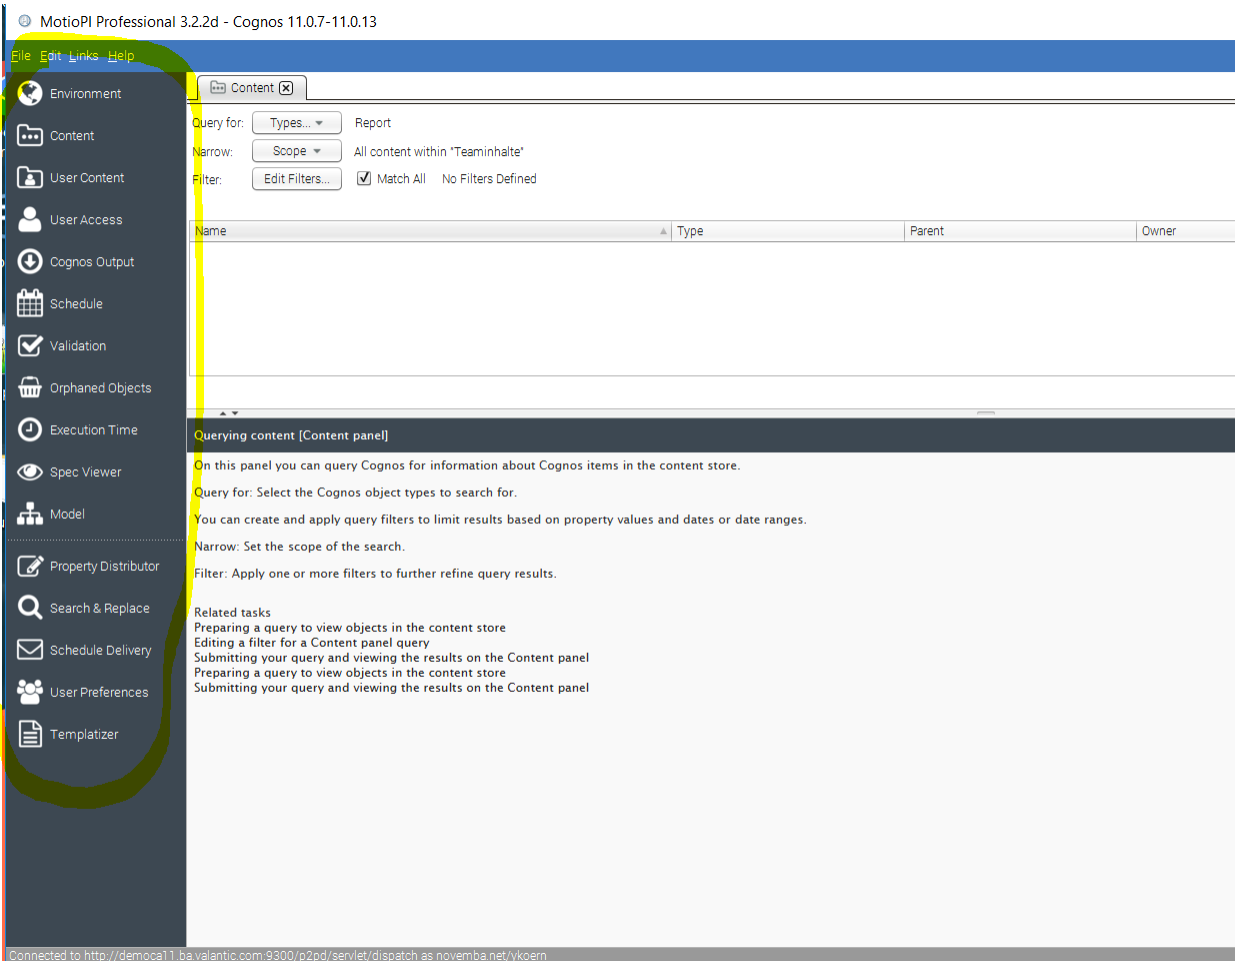 MotioPI Professional 3.2.2d - Cognos 11.0.7-11.0.13
File Edit Links Help
Environment
Content
User Content
User Access
Cognos Output
Schedule
Validation
Orphaned Objects
Execution Time
Spec Viewer
Model
Property Distributor
Search & Replace
Schedule Delivery
User Preferences
Templatizer
Content
Query for: Types... Report
Narrow: Scope All content within "Teaminhalte"
Filter: Edit Filters... Match All No Filters Defined
Name Type Parent Owner
Querying content [Content panel]
On this panel you can query Cognos for information about Cognos items in the content store.
Query for: Select the Cognos object types to search for.
You can create and apply query filters to limit results based on property values and dates or date ranges.
Narrow: Set the scope of the search.
Filter: Apply one or more filters to further refine query results.
Related tasks
Preparing a query to view objects in the content store
Editing a filter for a Content panel query
Submitting your query and viewing the results on the Content panel
Preparing a query to view objects in the content store
Submitting your query and viewing the results on the Content panel
Connected to http://democa11.ba.valantic.com:9300/p2pd/servlet/dispatch as novemba.net/vkoern